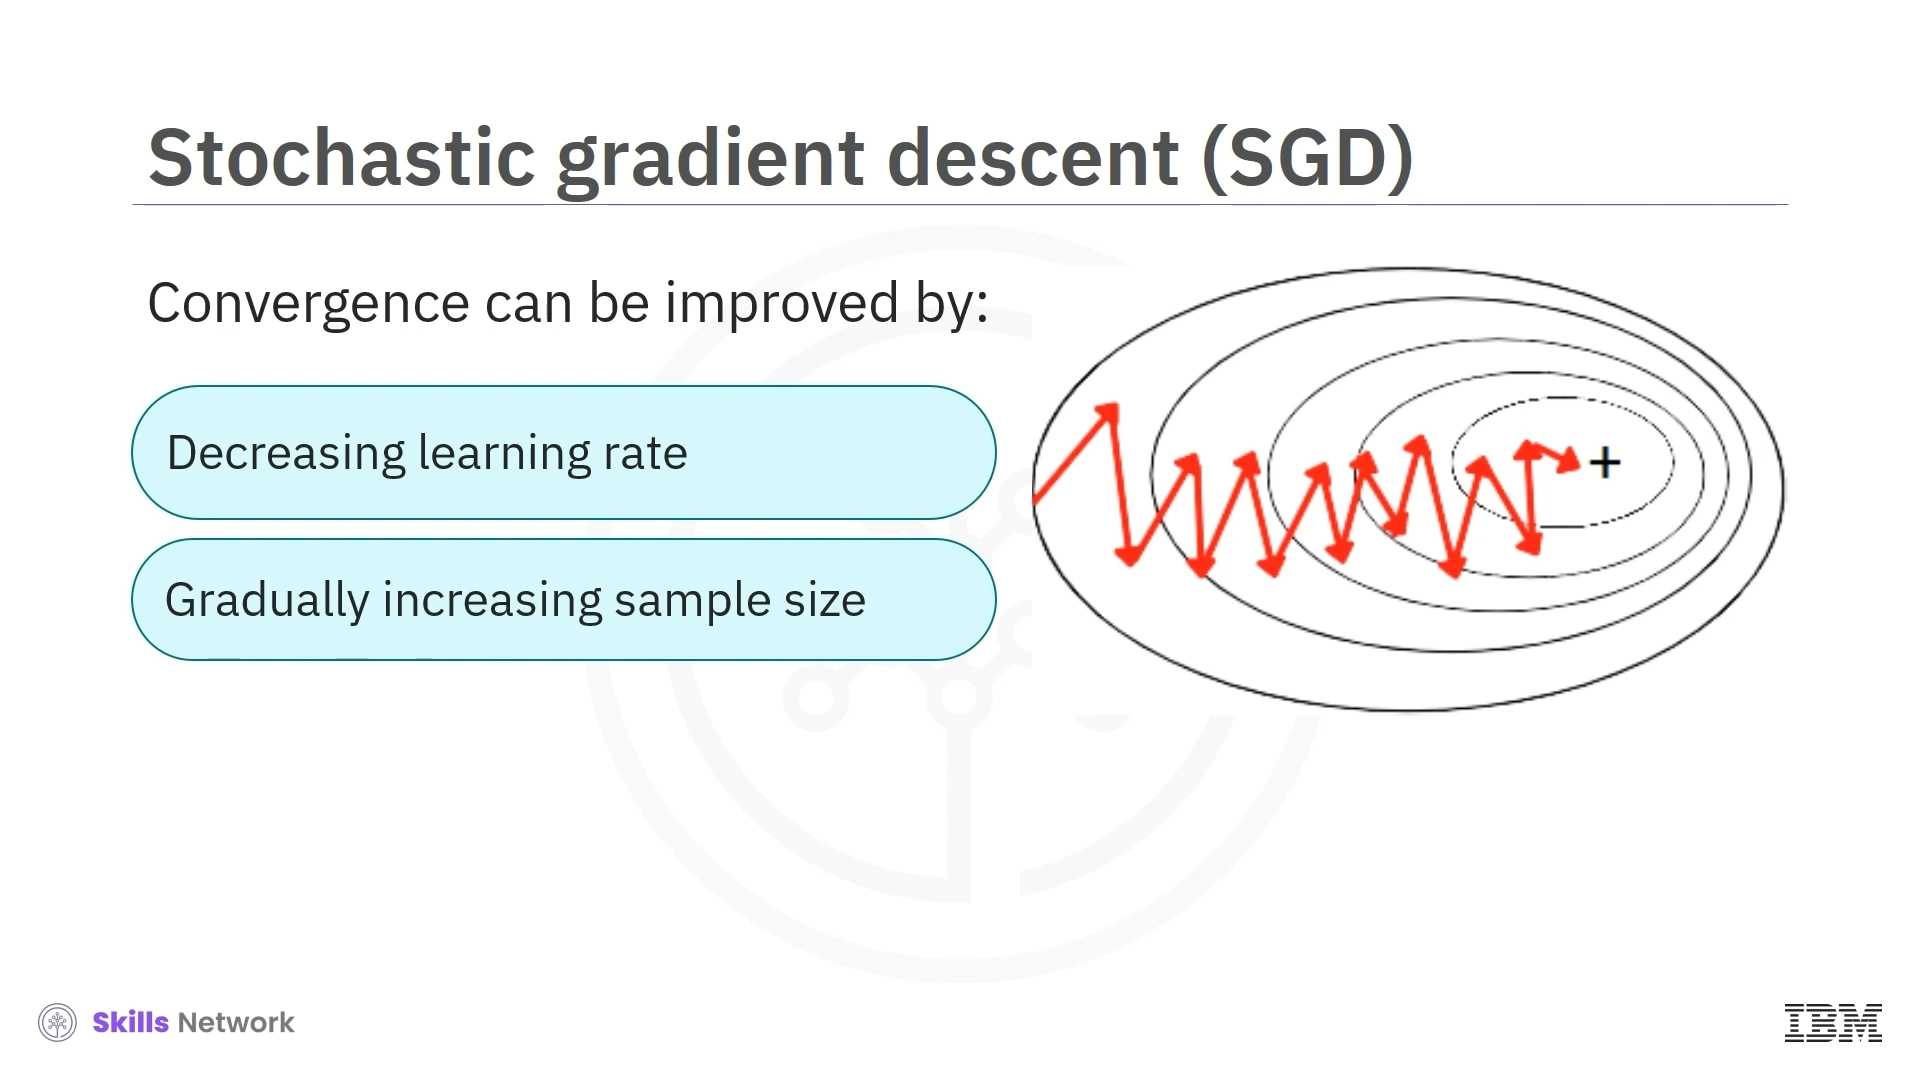 Stochastic gradient descent (SGD)
Convergence can be improved by:
Decreasing learning rate
Gradually increasing sample size
+
Skills Network
IBM